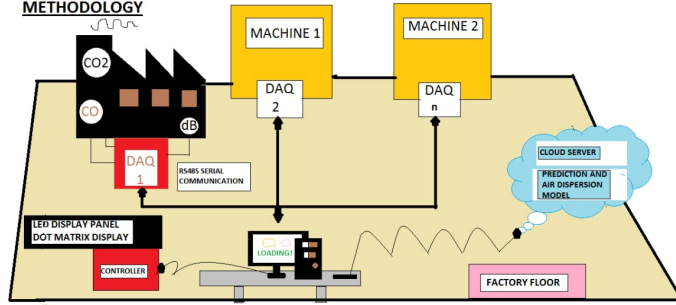 METHODOLOGY
CO2
CO
dB
DAQ
1
MACHINE 1
DAQ
2
MACHINE 2
DAQ
n
RS485 SERIAL
COMMUNICATION
CLOUD SERVER
PREDICTION AND
AIR DISPERSION
MODEL
LED DISPLAY PANEL
DOT MATRIX DISPLAY
CONTROLLER
LOADING!
FACTORY FLOOR